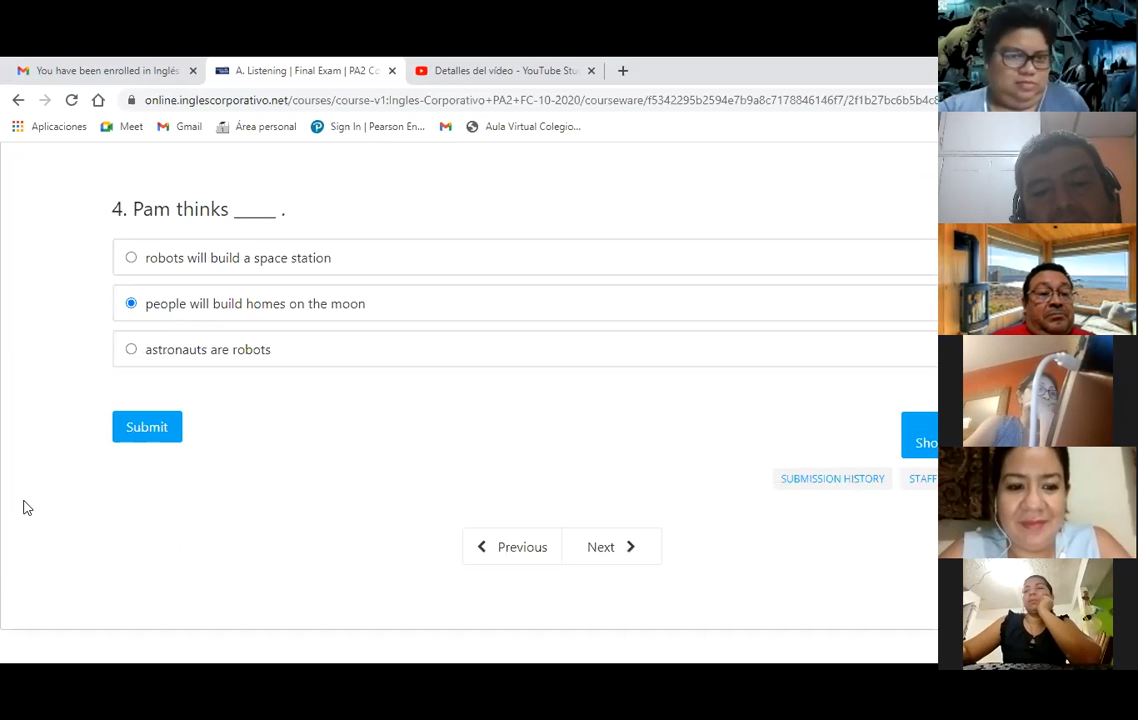 You have been enrolled in Inglés
A. Listening | Final Exam | PA2 Co
Detalles del vídeo - YouTube Stu
online.inglescorporativo.net/courses/course-v1:Ingles-Corporativo+PA2+FC-10-2020/courseware/f5342295b2594e7b9a8c7178846146f7/2f1b27bc6b5b4c8
Aplicaciones Meet Gmail Área personal Sign In | Pearson En... Aula Virtual Colegio...
4. Pam thinks _____ .
robots will build a space station
people will build homes on the moon
astronauts are robots
Submit
Sho
SUBMISSION HISTORY STAFF
Previous Next